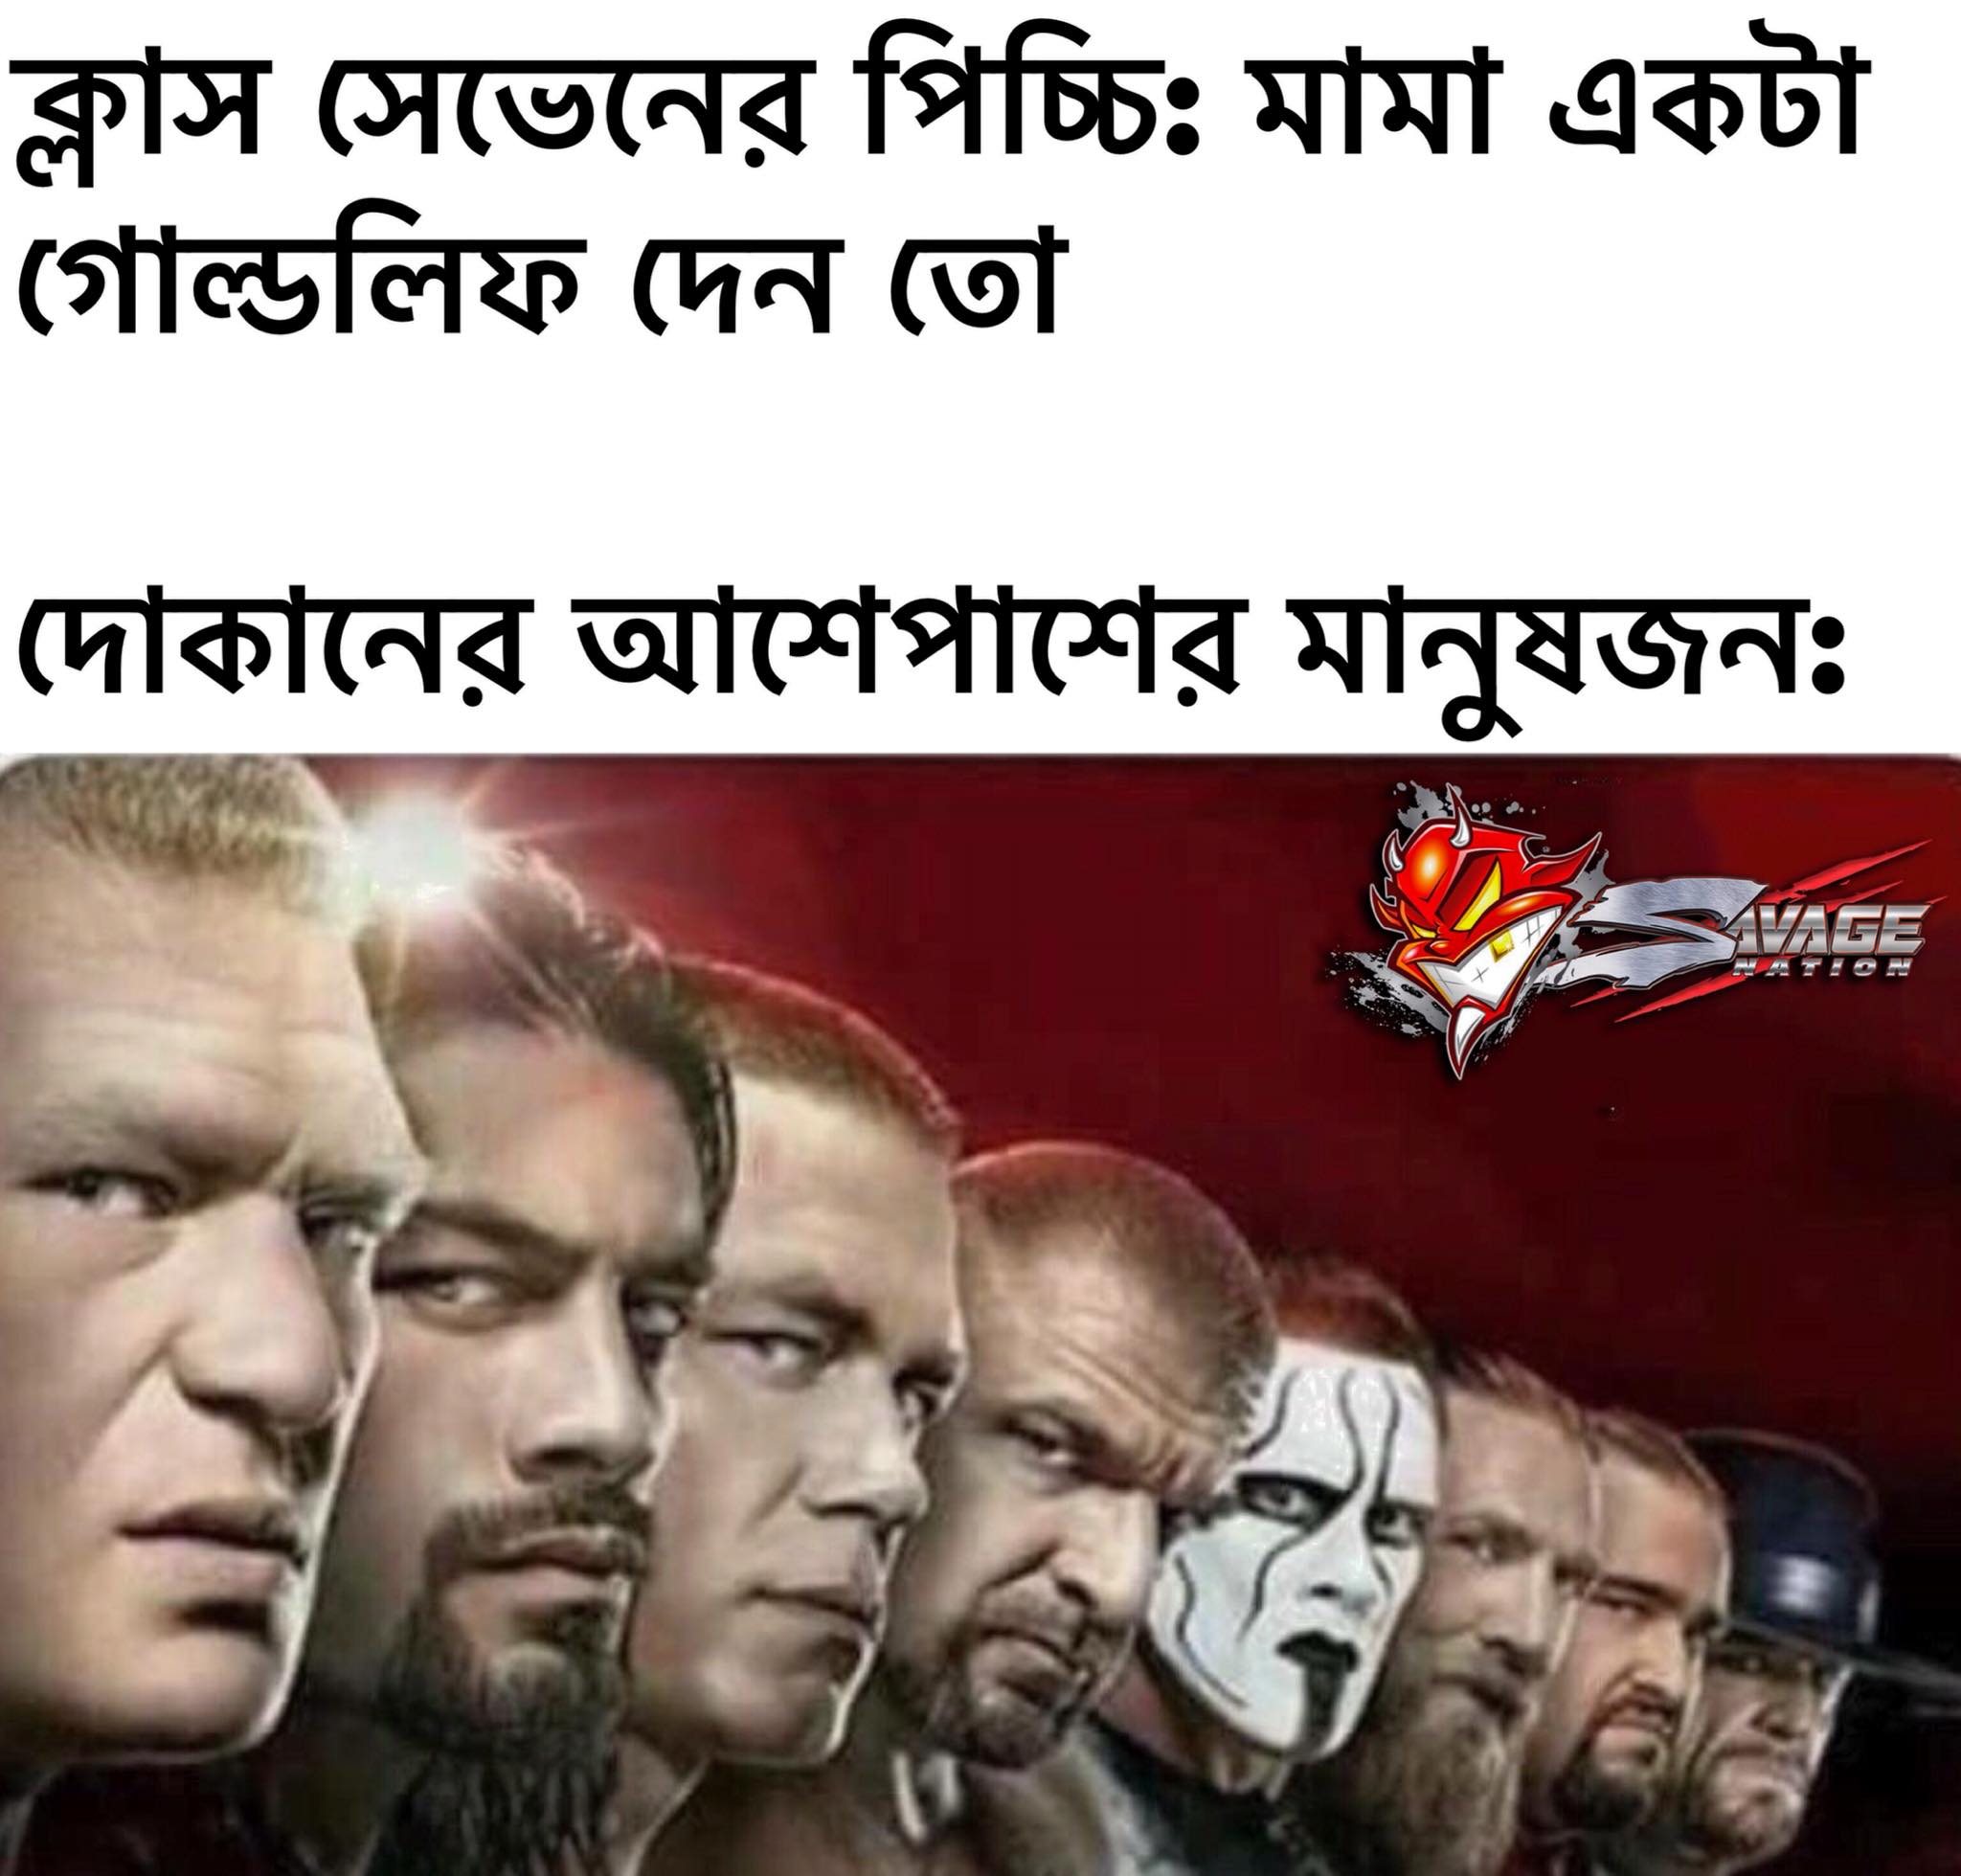 ক্লাস সেভেনের পিচ্চি: মামা একটা
গোল্ডলিফ দেন তো
দোকানের আশেপাশের মানুষজন:
SAVAGE
NATION